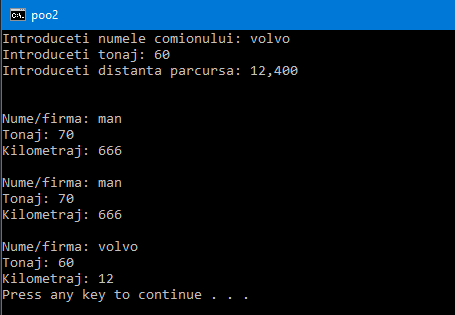 poo2
Introduceti numele comionului: volvo
Introduceti tonaj: 60
Introduceti distanta parcursa: 12,400
Nume/firma: man
Tonaj: 70
Kilometraj: 666
Nume/firma: man
Tonaj: 70
Kilometraj: 666
Nume/firma: volvo
Tonaj: 60
Kilometraj: 12
Press any key to continue . . .